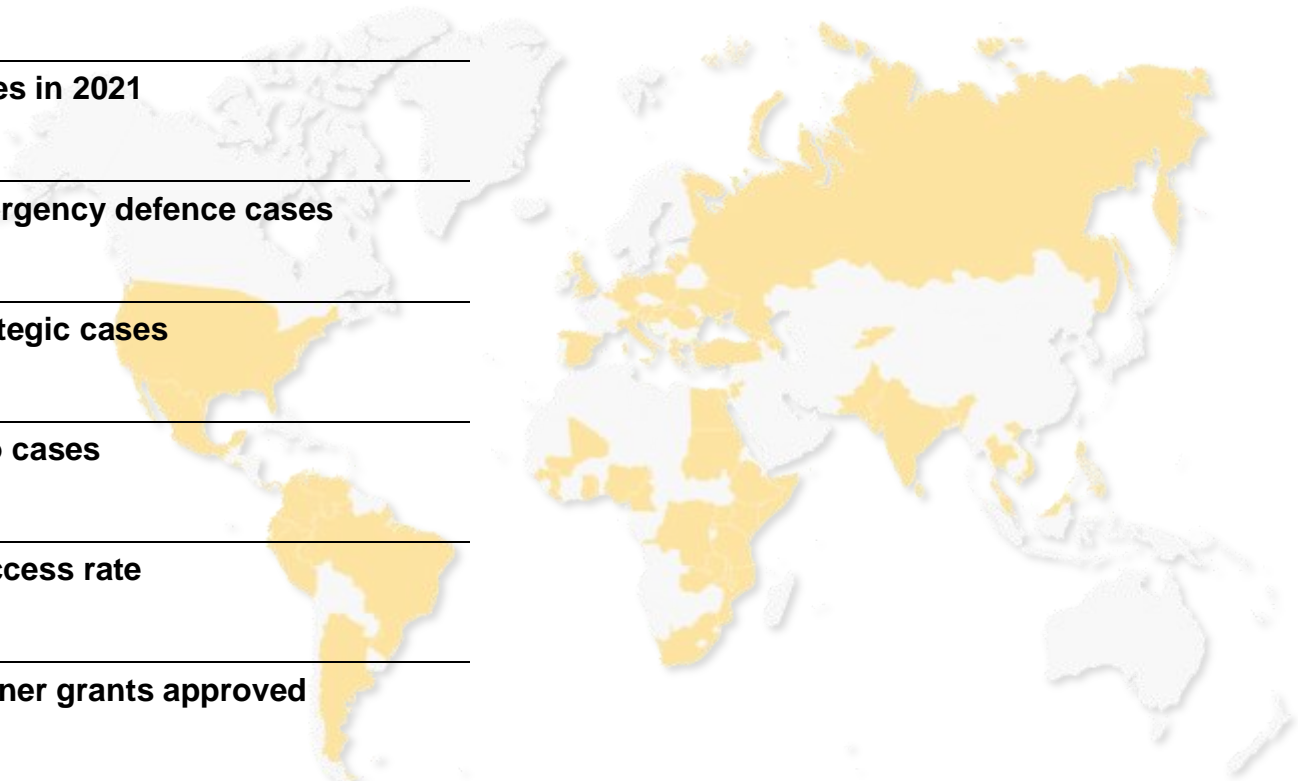 es in 2021
rgency defence cases
tegic cases
o cases
ccess rate
ner grants approved